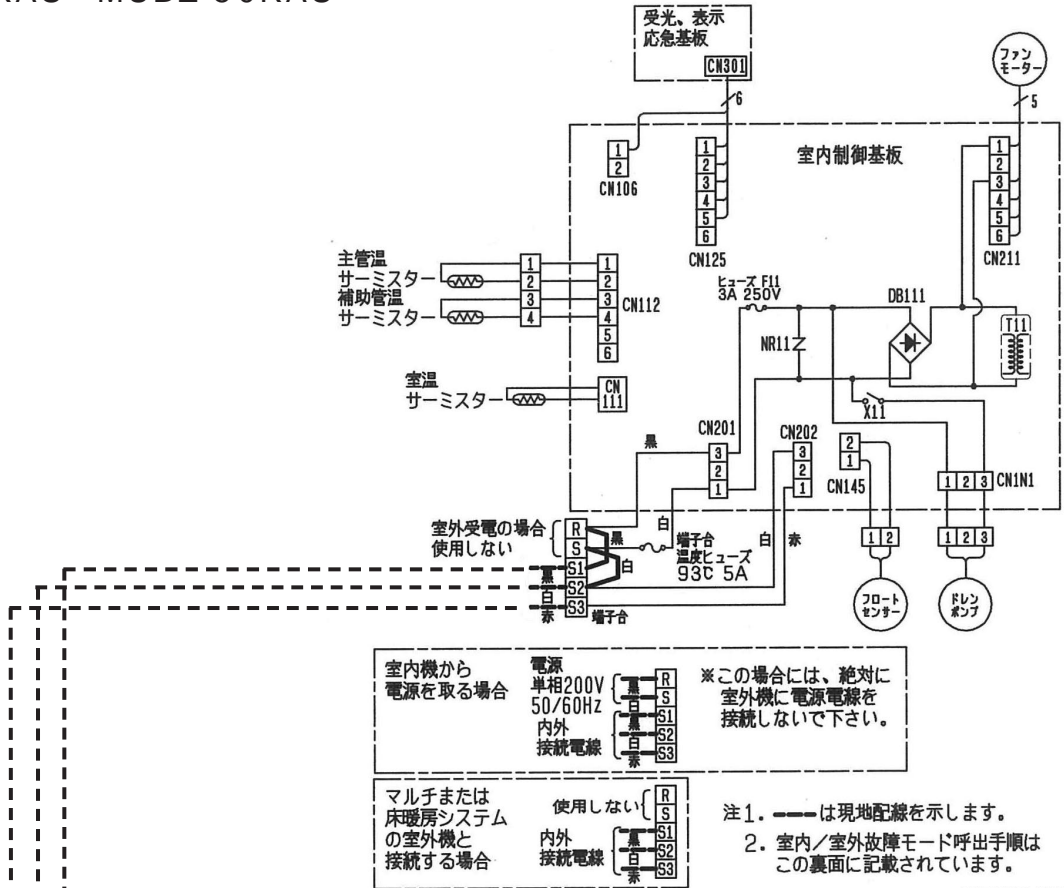 受光、表示
応急基板
CN301
6
ファン
モーター
5
室内制御基板
1
2
CN106
1
2
3
4
5
6
CN125
1
2
3
4
5
6
CN211
主管温
サーミスター
補助管温
サーミスター
1
2
3
4
1
2
3
4
5
6
CN112
ヒューズ F11
3A 250V
DB111
NR11
T11
室温
サーミスター
CN
111
X11
CN201
3
2
1
CN202
3
2
1
2
1
CN145
1 2 3 CN1N1
黒
白
白 赤
室外受電の場合
使用しない
R
S
S1
S2
S3
黒
白
端子台
温度ヒューズ
93℃ 5A
黒
白
赤
端子台
1 2
フロート
センサー
1 2 3
ドレン
ポンプ
室内機から
電源を取る場合
電源
単相200V
50/60Hz
内外
接続電線
黒
白
黒
白
赤
R
S
S1
S2
S3
※この場合には、絶対に
室外機に電源電線を
接続しないで下さい。
マルチまたは
床暖房システム
の室外機と
接続する場合
使用しない
内外
接続電線
黒
白
赤
R
S
S1
S2
S3
注1. ---は現地配線を示します。
2. 室内/室外故障モード呼出手順は
この裏面に記載されています。